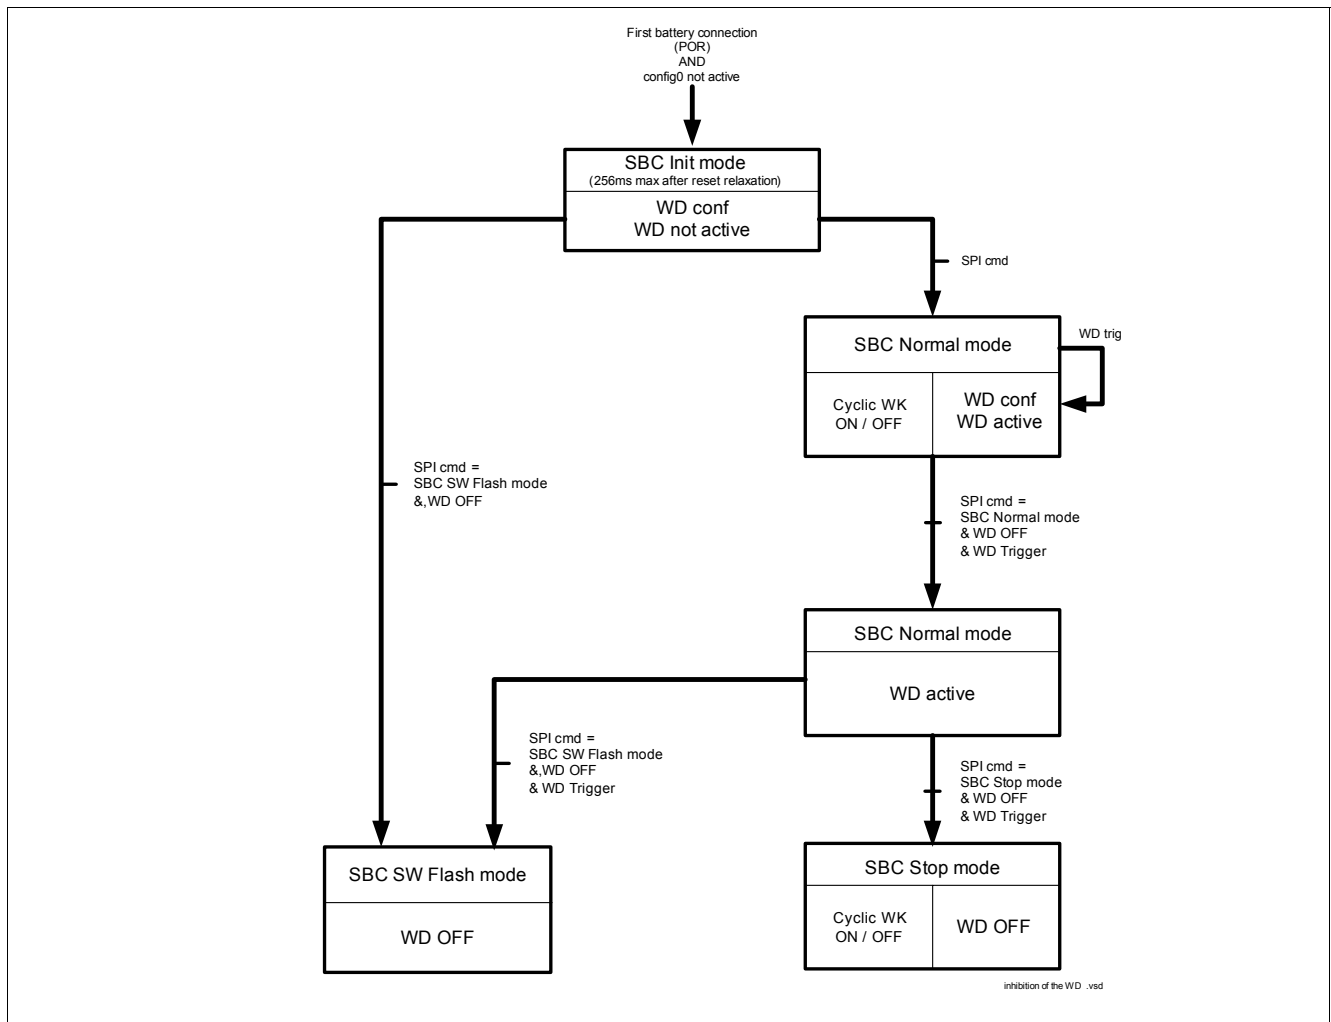 First battery connection
(POR)
AND
config0 not active
SBC Init mode
(256ms max after reset relaxation)
WD conf
WD not active
SPI cmd
SBC Normal mode
WD trig
Cyclic WK
ON / OFF
WD conf
WD active
SPI cmd =
SBC SW Flash mode
&,WD OFF
SPI cmd =
SBC Normal mode
& WD OFF
& WD Trigger
SBC Normal mode
WD active
SPI cmd =
SBC SW Flash mode
&,WD OFF
& WD Trigger
SPI cmd =
SBC Stop mode
& WD OFF
& WD Trigger
SBC SW Flash mode
WD OFF
SBC Stop mode
Cyclic WK
ON / OFF
WD OFF
inhibition of the WD .vsd